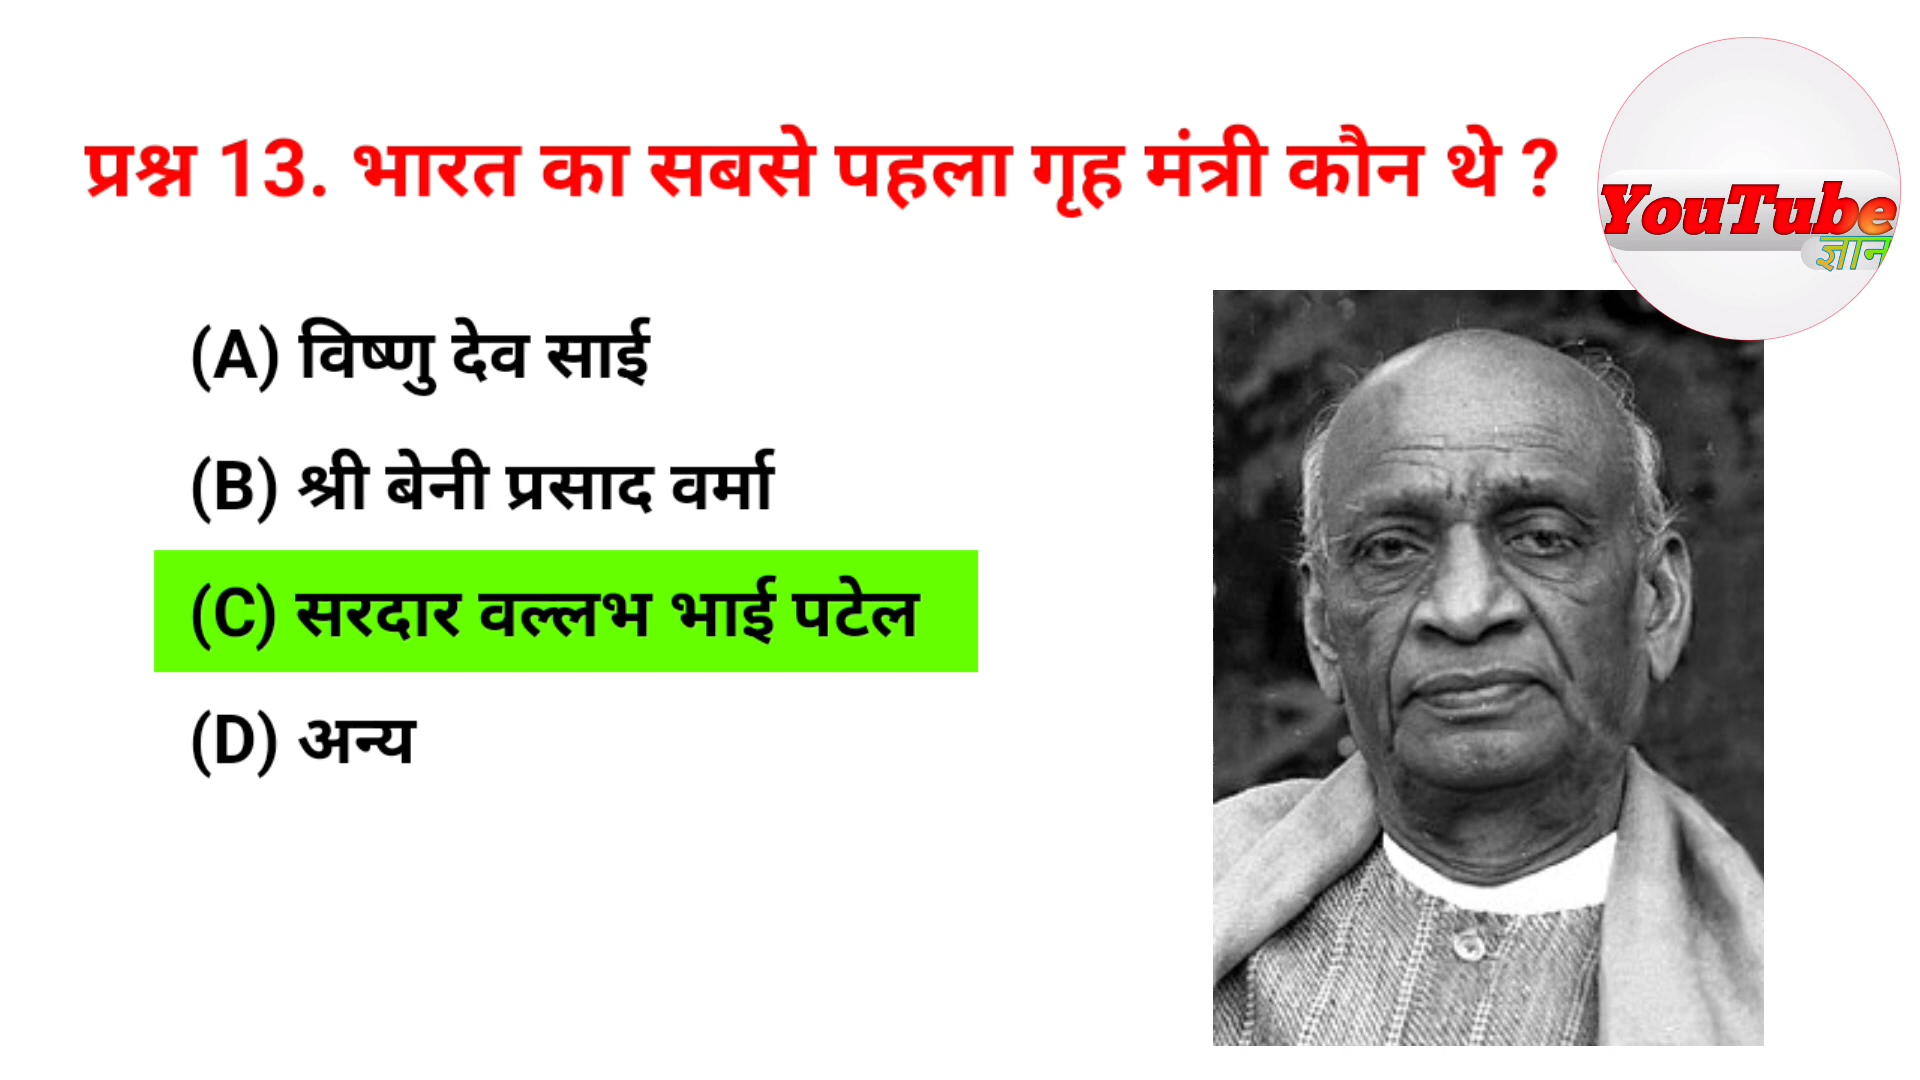 प्रश्न 13. भारत का सबसे पहला गृह मंत्री कौन थे ?
YouTube
ज्ञान
(A) विष्णु देव साई
(B) श्री बेनी प्रसाद वर्मा
(C) सरदार वल्लभ भाई पटेल
(D) अन्य